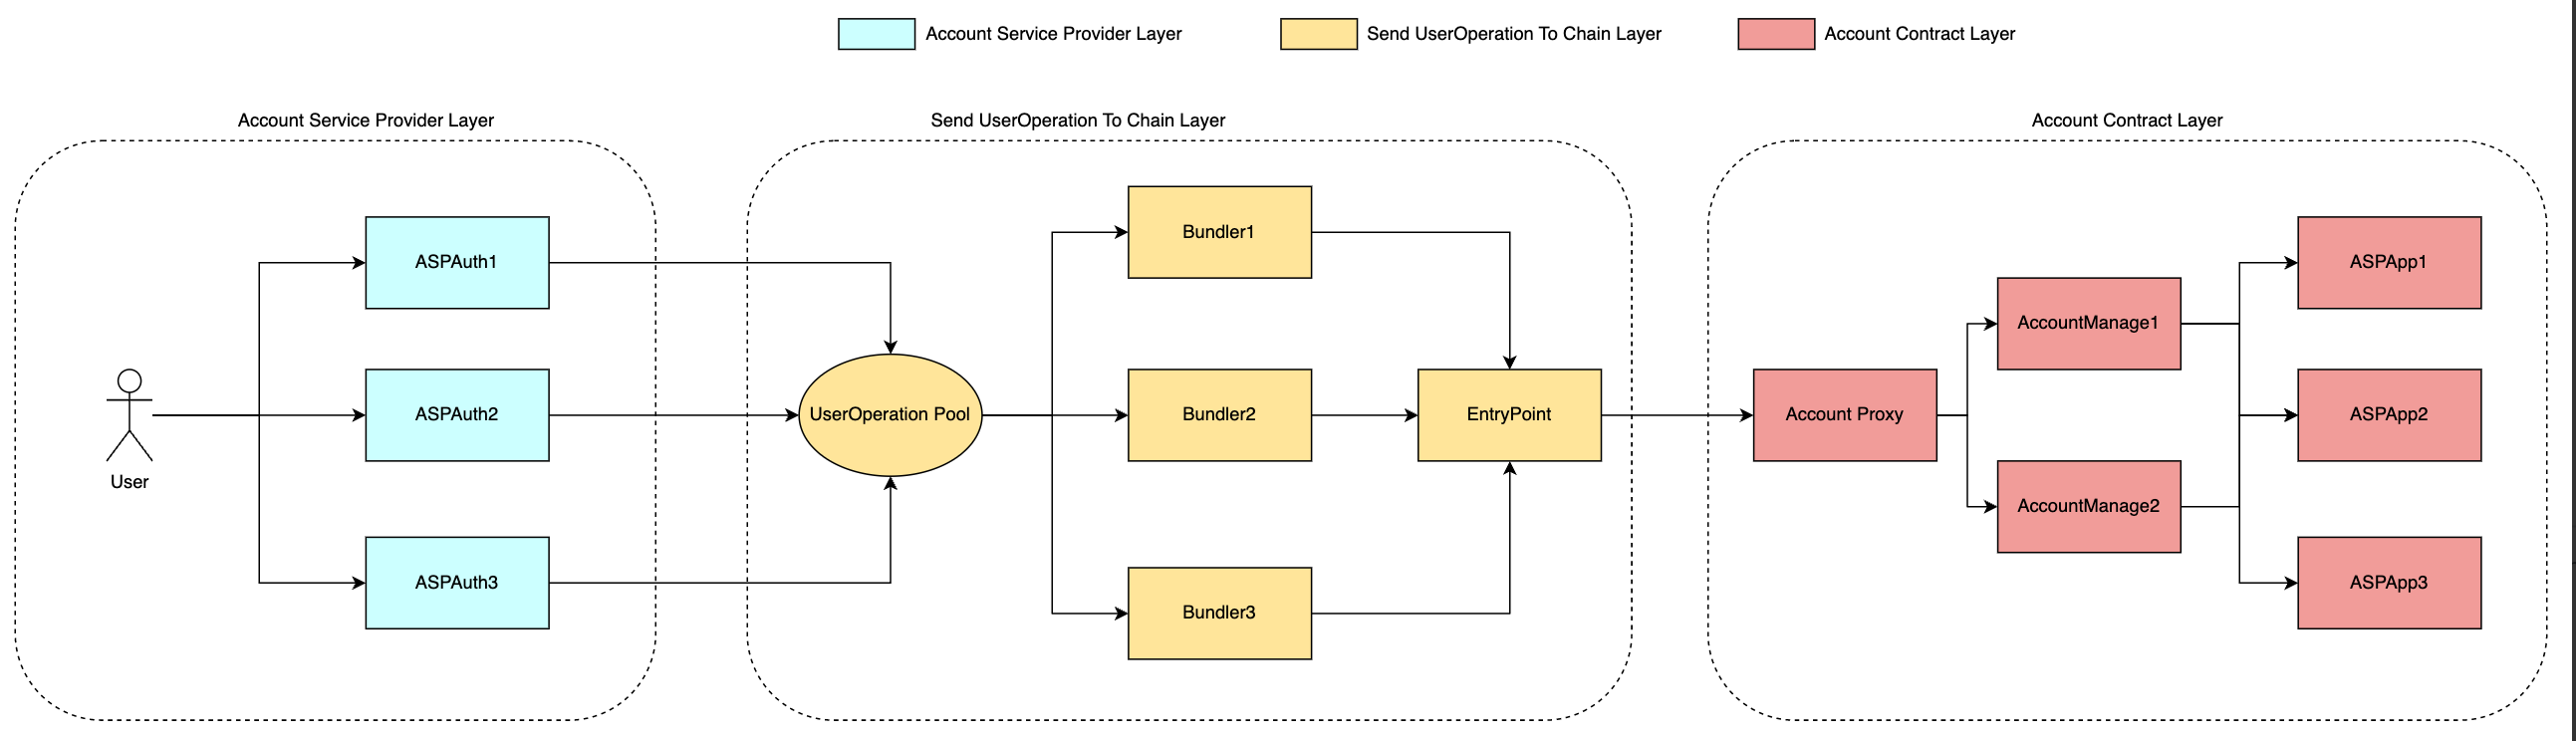 Account Service Provider Layer
Send UserOperation To Chain Layer
Account Contract Layer
Account Service Provider Layer
Send UserOperation To Chain Layer
Account Contract Layer
User
ASPAuth1
ASPAuth2
ASPAuth3
UserOperation Pool
Bundler1
Bundler2
Bundler3
EntryPoint
Account Proxy
AccountManage1
AccountManage2
ASPApp1
ASPApp2
ASPApp3